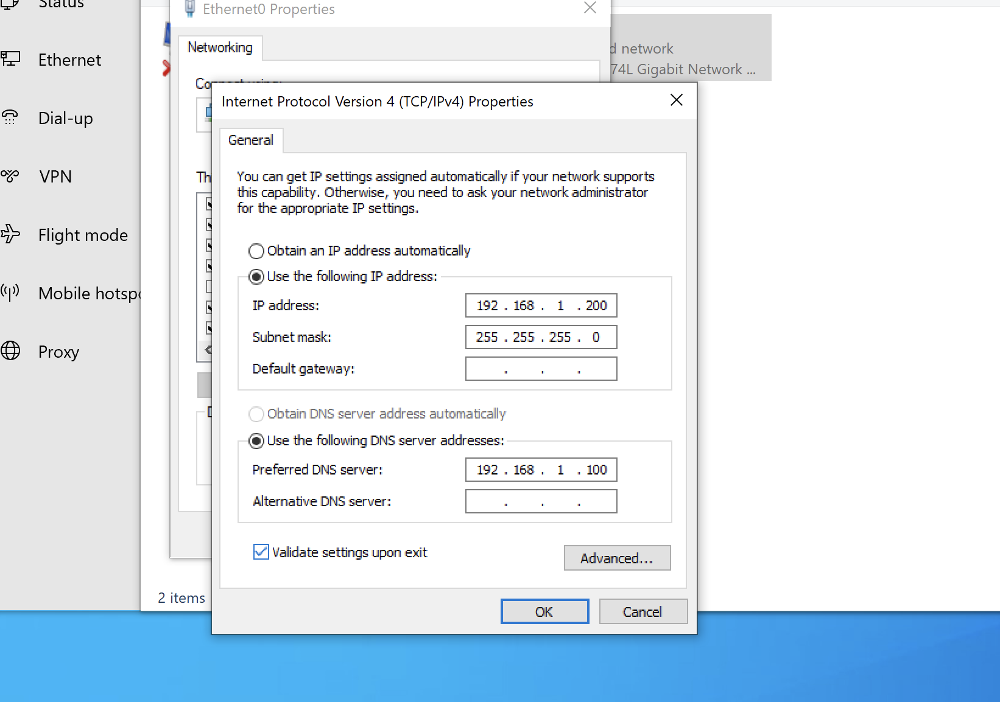 Status
Ethernet
Dial-up
VPN
Flight mode
Mobile
Proxy
Ethernet0 Properties
Networking
network
74L Gigabit Network ...
Internet Protocol Version 4 (TCP/IPv4) Properties
General
You can get IP settings assigned automatically if your network supports
this capability. Otherwise, you need to ask your network administrator
for the appropriate IP settings.
Obtain an IP address automatically
Use the following IP address:
IP address: 192 . 168 . 1 . 200
Subnet mask: 255 . 255 . 255 . 0
Default gateway: . . .
Obtain DNS server address automatically
Use the following DNS server addresses:
Preferred DNS server: 192 . 168 . 1 . 100
Alternative DNS server: . . .
Validate settings upon exit
Advanced...
2 items
OK
Cancel